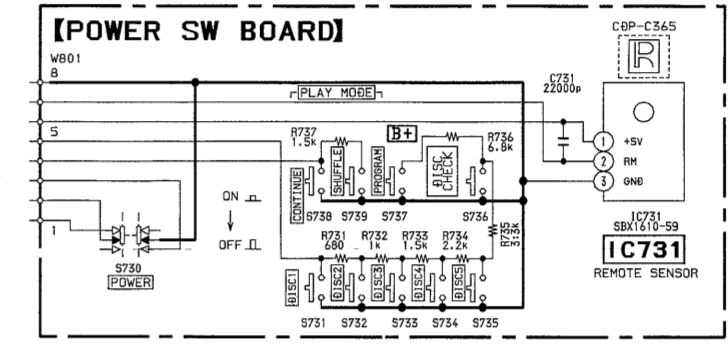 【POWER SW BOARD】
CDP-C365
R
W801
8
PLAY MODE
C731
22000p
5
R737
1.5k
B+
R736
6.8k
1
+5V
2
RM
3
GND
CONTINUE
SHUFFLE
PROGRAM
DISC CHECK
ON
OFF
S738
S739
S737
S736
R735
3.3k
1
R731
680
R732
1k
R733
1.5k
R734
2.2k
IC731
SBX1610-59
IC731
REMOTE SENSOR
S730
POWER
DISC1
DISC2
DISC3
DISC4
DISC5
S731
S732
S733
S734
S735